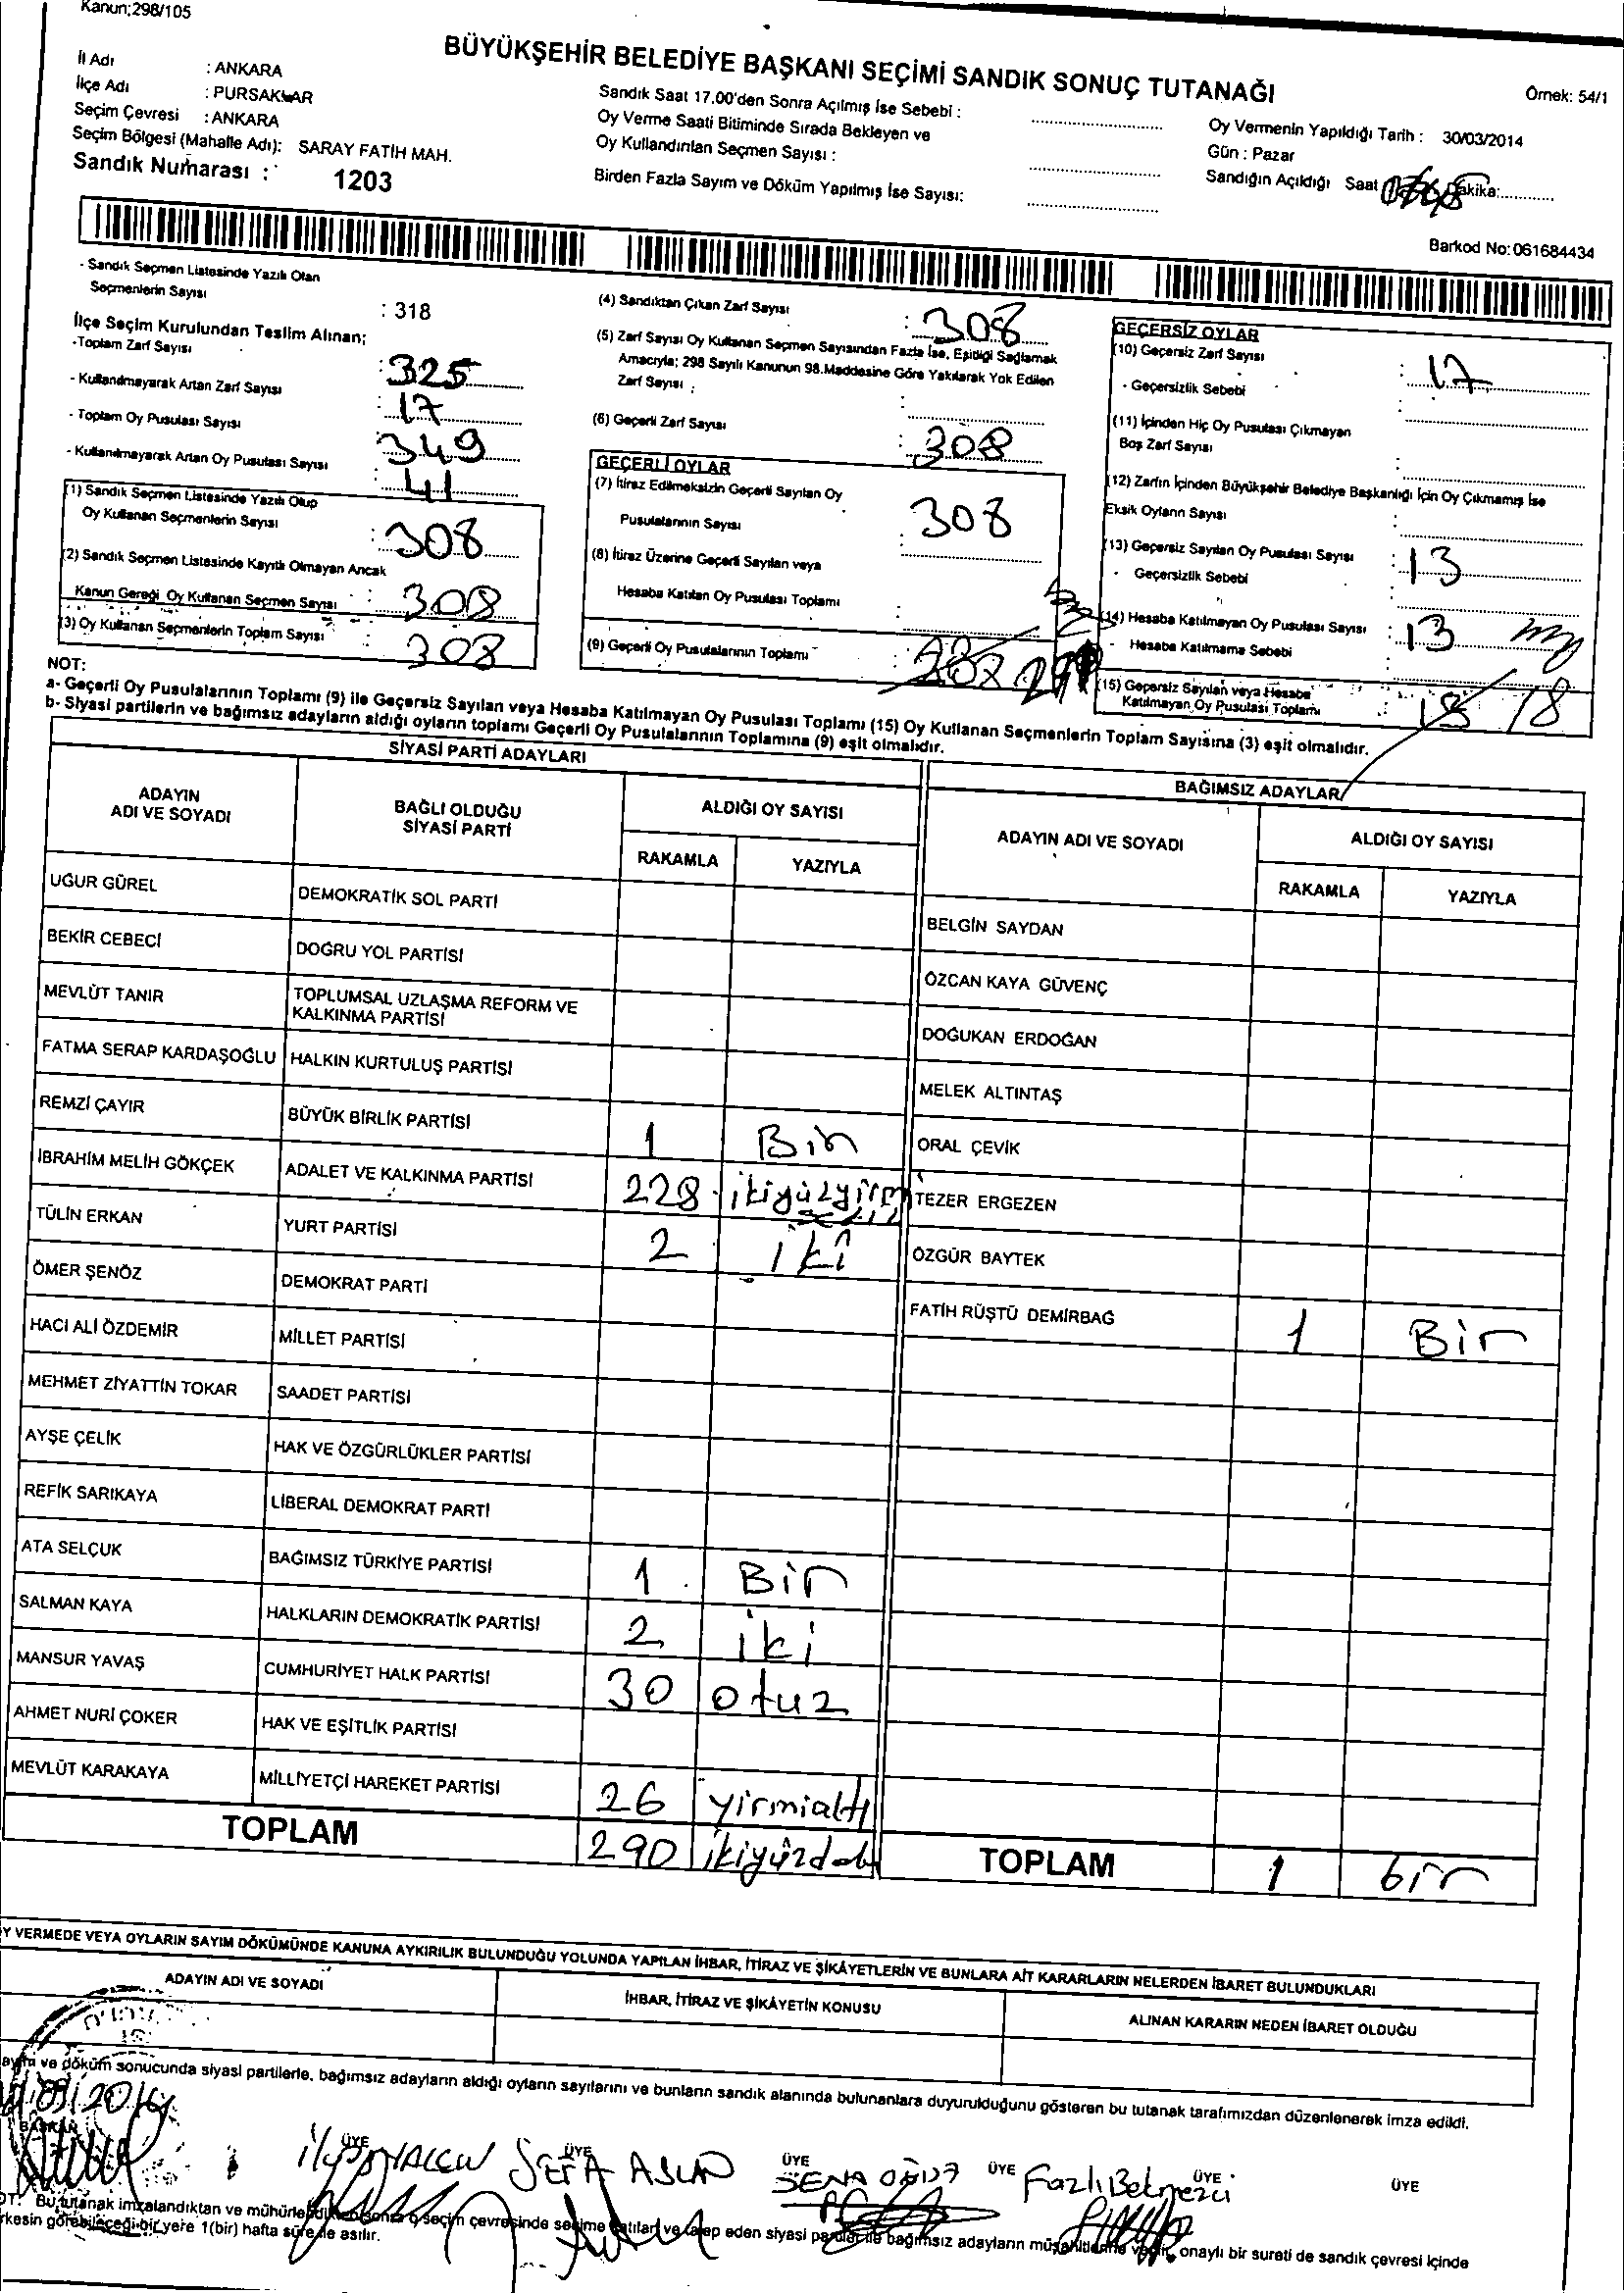 Kanun;298/105
BÜYÜKŞEHİR BELEDİYE BAŞKANI SEÇİMİ SANDIK SONUÇ TUTANAĞI
Örnek: 54/1
İl Adı : ANKARA
İlçe Adı : PURSAKLAR
Seçim Çevresi : ANKARA
Seçim Bölgesi (Mahalle Adı): SARAY FATİH MAH.
Sandık Numarası : 1203
Sandık Saat 17.00'den Sonra Açılmış İse Sebebi :
Oy Verme Saati Bitiminde Sırada Bekleyen ve
Oy Kullandırılan Seçmen Sayısı :
Birden Fazla Sayım ve Döküm Yapılmış İse Sayısı:
Oy Vermenin Yapıldığı Tarih : 30/03/2014
Gün : Pazar
Sandığın Açıldığı Saat Dakika:
Barkod No:061684434
- Sandık Seçmen Listesinde Yazılı Olan
Seçmenlerin Sayısı : 318
İlçe Seçim Kurulundan Teslim Alınan;
-Toplam Zarf Sayısı : 325
- Kullanılmayarak Artan Zarf Sayısı : 17
- Toplam Oy Pusulası Sayısı : 349
- Kullanılmayarak Artan Oy Pusulası Sayısı : 41
(1) Sandık Seçmen Listesinde Yazılı Olup
Oy Kullanan Seçmenlerin Sayısı : 308
(2) Sandık Seçmen Listesinde Kayıtlı Olmayan Ancak
Kanun Gereği Oy Kullanan Seçmen Sayısı : 308
(3) Oy Kullanan Seçmenlerin Toplam Sayısı : 308
(4) Sandıktan Çıkan Zarf Sayısı : 308
(5) Zarf Sayısı Oy Kullanan Seçmen Sayısından Fazla İse, Eşitliği Sağlamak
Amacıyla; 298 Sayılı Kanunun 98.Maddesine Göre Yakılarak Yok Edilen
Zarf Sayısı :
(6) Geçerli Zarf Sayısı : 308
GEÇERLİ OYLAR
(7) İtiraz Edilmeksizin Geçerli Sayılan Oy
Pusulalarının Sayısı : 308
(8) İtiraz Üzerine Geçerli Sayılan veya
Hesaba Katılan Oy Pusulası Toplamı :
(9) Geçerli Oy Pusulalarının Toplamı :
GEÇERSİZ OYLAR
(10) Geçersiz Zarf Sayısı : 17
- Geçersizlik Sebebi :
(11) İçinden Hiç Oy Pusulası Çıkmayan
Boş Zarf Sayısı :
(12) Zarfın İçinden Büyükşehir Belediye Başkanlığı İçin Oy Çıkmamış İse
Eksik Oyların Sayısı :
(13) Geçersiz Sayılan Oy Pusulası Sayısı : 13
- Geçersizlik Sebebi :
(14) Hesaba Katılmayan Oy Pusulası Sayısı : 13
- Hesaba Katılmama Sebebi :
(15) Geçersiz Sayılan veya Hesaba
Katılmayan Oy Pusulası Toplamı : 18
NOT:
a- Geçerli Oy Pusulalarının Toplamı (9) ile Geçersiz Sayılan veya Hesaba Katılmayan Oy Pusulası Toplamı (15) Oy Kullanan Seçmenlerin Toplam Sayısına (3) eşit olmalıdır.
b- Siyasi partilerin ve bağımsız adayların aldığı oyların toplamı Geçerli Oy Pusulalarının Toplamına (9) eşit olmalıdır.
SİYASİ PARTİ ADAYLARI
ADAYIN ADI VE SOYADI
BAĞLI OLDUĞU SİYASİ PARTİ
ALDIĞI OY SAYISI
RAKAMLA YAZIYLA
UĞUR GÜREL DEMOKRATİK SOL PARTİ
BEKİR CEBECİ DOĞRU YOL PARTİSİ
MEVLÜT TANIR TOPLUMSAL UZLAŞMA REFORM VE
KALKINMA PARTİSİ
FATMA SERAP KARDAŞOĞLU HALKIN KURTULUŞ PARTİSİ
REMZİ ÇAYIR BÜYÜK BİRLİK PARTİSİ 1 Bir
İBRAHİM MELİH GÖKÇEK ADALET VE KALKINMA PARTİSİ 228
TÜLİN ERKAN YURT PARTİSİ 2 iki
ÖMER ŞENÖZ DEMOKRAT PARTİ
HACI ALİ ÖZDEMİR MİLLET PARTİSİ
MEHMET ZİYATTİN TOKAR SAADET PARTİSİ
AYŞE ÇELİK HAK VE ÖZGÜRLÜKLER PARTİSİ
REFİK SARIKAYA LİBERAL DEMOKRAT PARTİ
ATA SELÇUK BAĞIMSIZ TÜRKİYE PARTİSİ 1 Bir
SALMAN KAYA HALKLARIN DEMOKRATİK PARTİSİ 2 iki
MANSUR YAVAŞ CUMHURİYET HALK PARTİSİ 30 otuz
AHMET NURİ ÇOKER HAK VE EŞİTLİK PARTİSİ
MEVLÜT KARAKAYA MİLLİYETÇİ HAREKET PARTİSİ 26 yirmialtı
TOPLAM 290
BAĞIMSIZ ADAYLAR
ADAYIN ADI VE SOYADI
ALDIĞI OY SAYISI
RAKAMLA YAZIYLA
BELGİN SAYDAN
ÖZCAN KAYA GÜVENÇ
DOĞUKAN ERDOĞAN
MELEK ALTINTAŞ
ORAL ÇEVİK
TEZER ERGEZEN
ÖZGÜR BAYTEK
FATİH RÜŞTÜ DEMİRBAĞ 1 Bir
TOPLAM 1 bir
OY VERMEDE VEYA OYLARIN SAYIM DÖKÜMÜNDE KANUNA AYKIRILIK BULUNDUĞU YOLUNDA YAPILAN İHBAR, İTİRAZ VE ŞİKÂYETLERİN VE BUNLARA AİT KARARLARIN NELERDEN İBARET BULUNDUKLARI
ADAYIN ADI VE SOYADI
İHBAR, İTİRAZ VE ŞİKÂYETİN KONUSU
ALINAN KARARIN NEDEN İBARET OLDUĞU
ve döküm sonucunda siyasi partilerle, bağımsız adayların aldığı oyların sayılarını ve bunların sandık alanında bulunanlara duyurulduğunu gösteren bu tutanak tarafımızdan düzenlenerek imza edildi.
BAŞKAN ÜYE ÜYE ÜYE ÜYE ÜYE ÜYE
SEFA ASLAN
SENA
Fazlı
Bu tutanak imzalandıktan ve mühürlendikten sonra o seçim çevresinde seçime katılan ve talep eden siyasi partiler ile bağımsız adayların müşahitlerine verilir, onaylı bir sureti de sandık çevresi içinde
görebileceği bir yere 1(bir) hafta süre ile asılır.